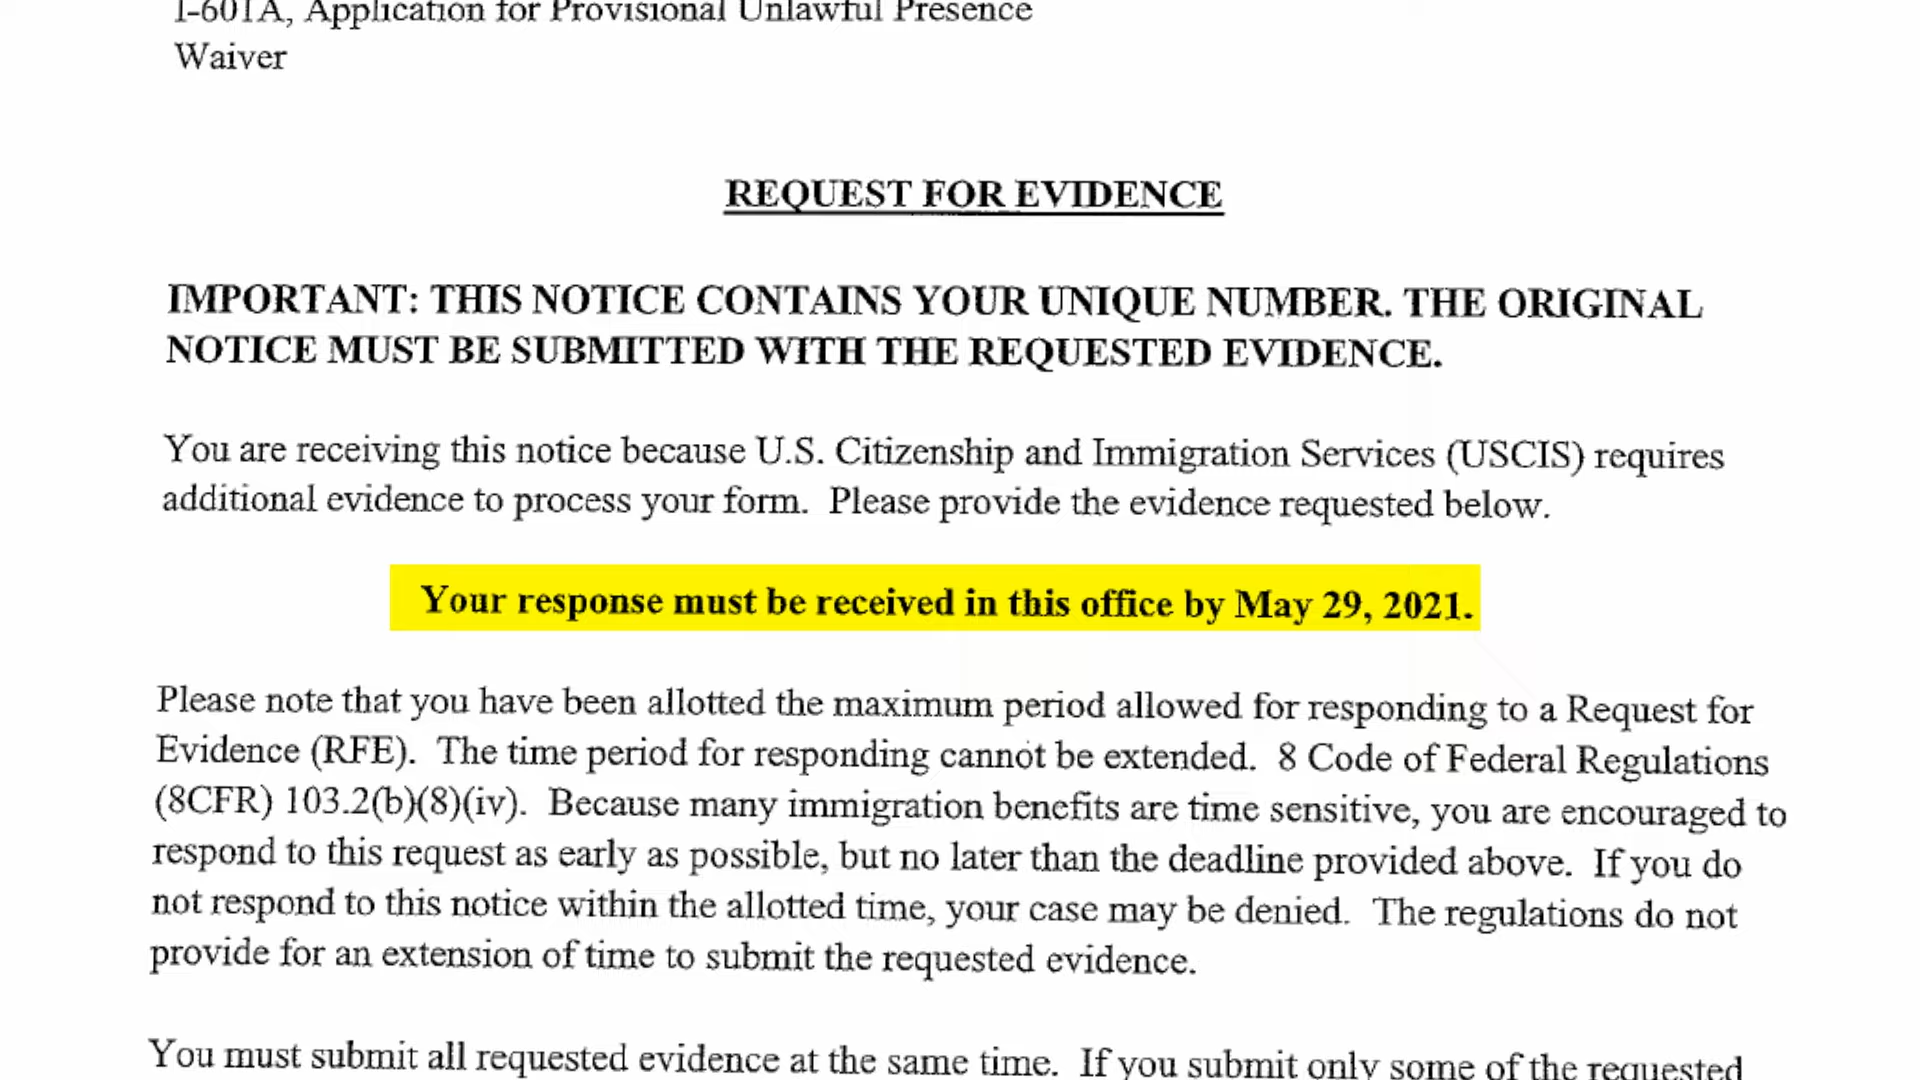 I-601A, Application for Provisional Unlawful Presence
Waiver
REQUEST FOR EVIDENCE
IMPORTANT: THIS NOTICE CONTAINS YOUR UNIQUE NUMBER. THE ORIGINAL
NOTICE MUST BE SUBMITTED WITH THE REQUESTED EVIDENCE.
You are receiving this notice because U.S. Citizenship and Immigration Services (USCIS) requires
additional evidence to process your form.  Please provide the evidence requested below.
Your response must be received in this office by May 29, 2021.
Please note that you have been allotted the maximum period allowed for responding to a Request for
Evidence (RFE).  The time period for responding cannot be extended.  8 Code of Federal Regulations
(8CFR) 103.2(b)(8)(iv).  Because many immigration benefits are time sensitive, you are encouraged to
respond to this request as early as possible, but no later than the deadline provided above.  If you do
not respond to this notice within the allotted time, your case may be denied.  The regulations do not
provide for an extension of time to submit the requested evidence.
You must submit all requested evidence at the same time.  If you submit only some of the requested